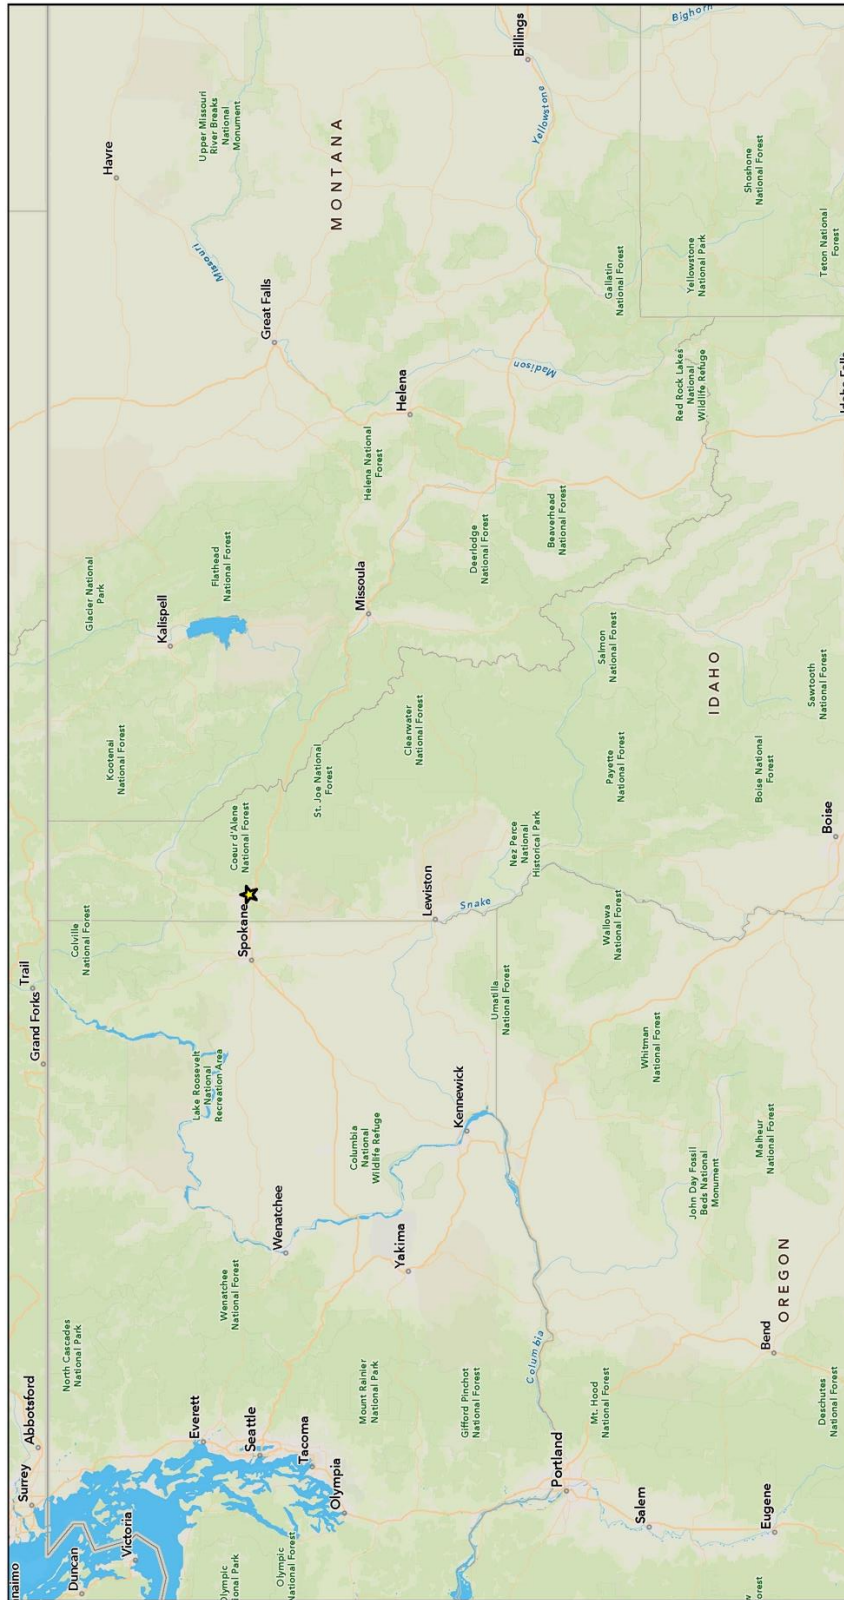 Surrey
Abbotsford
Grand Forks
Trail
Duncan
Victoria
North Cascades
National Park
Colville
National Forest
Kootenai
National Forest
Glacier National
Park
Kalispell
Havre
Everett
Seattle
Tacoma
Olympia
Olympic
Wenatchee
National Forest
Wenatchee
Lake Roosevelt
National
Recreation Area
Spokane
Coeur d'Alene
National Forest
Flathead
National Forest
Missouri
Upper Missouri
River Breaks
National
Monument
Great Falls
MONTANA
Mount Rainier
National Park
Yakima
Columbia
National
Wildlife Refuge
St. Joe National
Forest
Missoula
Helena National
Forest
Helena
Gifford Pinchot
National Forest
Kennewick
Lewiston
Snake
Clearwater
National Forest
Deerlodge
National Forest
Madison
Yellowstone
Billings
Columbia
Portland
Mt. Hood
National Forest
Umatilla
National Forest
Nez Perce
National
Historical Park
Beaverhead
National Forest
Gallatin
National Forest
Salem
Whitman
National Forest
Wallowa
National Forest
Payette
National Forest
Salmon
National Forest
Red Rock Lakes
National
Wildlife Refuge
Yellowstone
National Park
Shoshone
National Forest
Bighorn
Eugene
Bend
OREGON
John Day Fossil
Beds National
Monument
Malheur
National Forest
IDAHO
Boise National
Forest
Boise
Sawtooth
National Forest
Teton National
Forest
Deschutes
National Forest